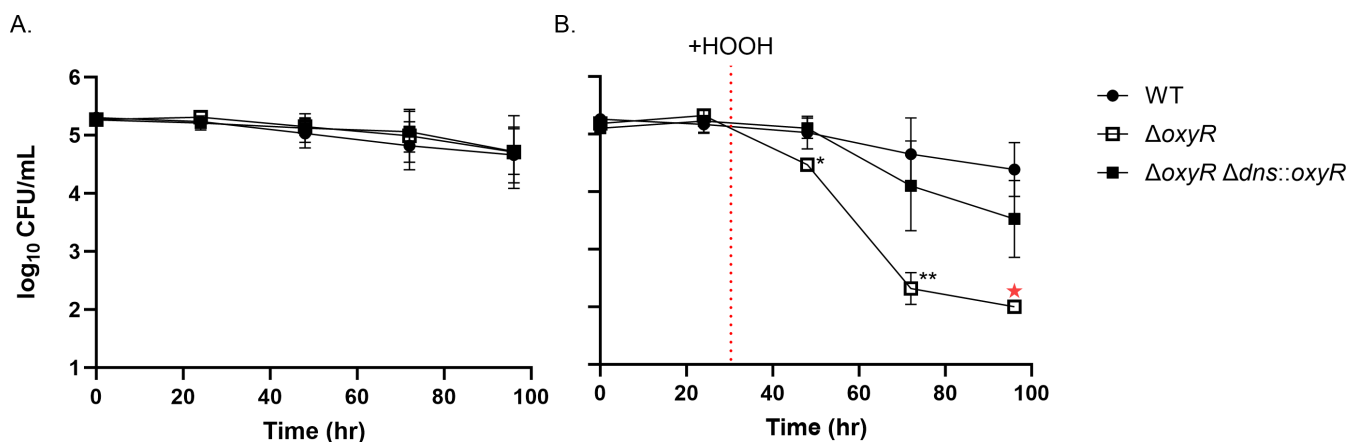 A.
B.
+HOOH
log10 CFU/mL
6
5
4
3
2
1
0 20 40 60 80 100
Time (hr)
*
**
★
0 20 40 60 80 100
Time (hr)
WT
ΔoxyR
ΔoxyR Δdns::oxyR